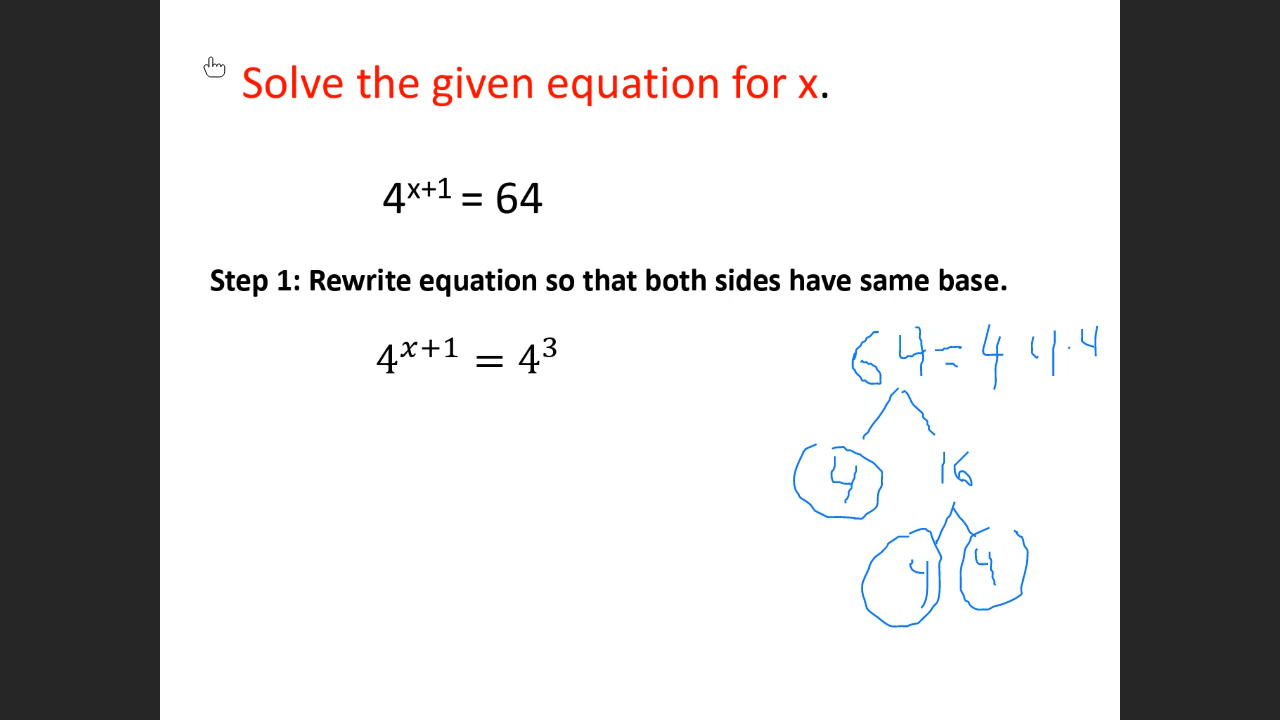 Solve the given equation for x.
4^{x+1} = 64
Step 1: Rewrite equation so that both sides have same base.
4^{x+1} = 4^{3}
64 = 4 4 · 4
4 16
4 4